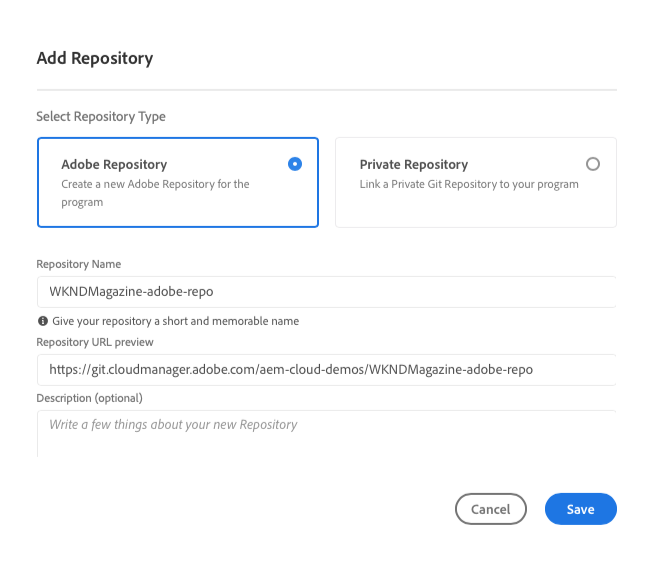 Add Repository
Select Repository Type
Adobe Repository
Create a new Adobe Repository for the
program
Private Repository
Link a Private Git Repository to your program
Repository Name
WKNDMagazine-adobe-repo
Give your repository a short and memorable name
Repository URL preview
https://git.cloudmanager.adobe.com/aem-cloud-demos/WKNDMagazine-adobe-repo
Description (optional)
Write a few things about your new Repository
Cancel
Save